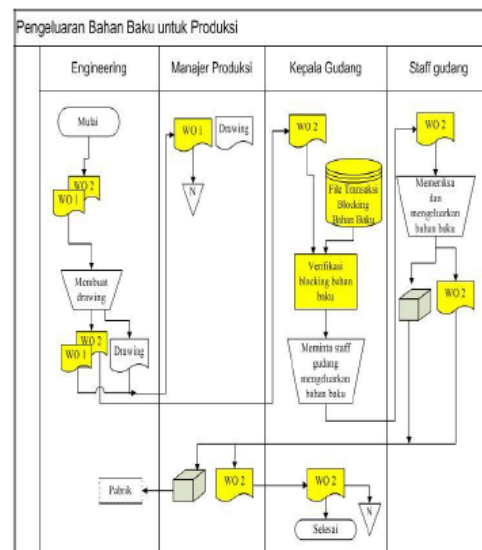 Pengeluaran Bahan Baku untuk Produksi
Engineering
Manajer Produksi
Kepala Gudang
Staff gudang
Mulai
WO 2
WO 1
Membuat
drawing
WO 2
WO 1
Drawing
WO 1
Drawing
N
WO 2
File Transaksi
Blocking
Bahan Baku
Verifikasi
blocking bahan
baku
Meminta staff
gudang
mengeluarkan
bahan baku
WO 2
Memeriksa
dan
mengeluarkan
bahan baku
WO 2
Pabrik
WO 2
WO 2
N
Selesai